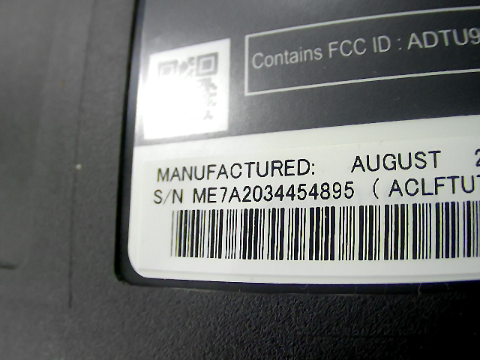 Contains FCC ID : ADTU9
MANUFACTURED: AUGUST 2
S/N ME7A2034454895 ( ACLFTUT